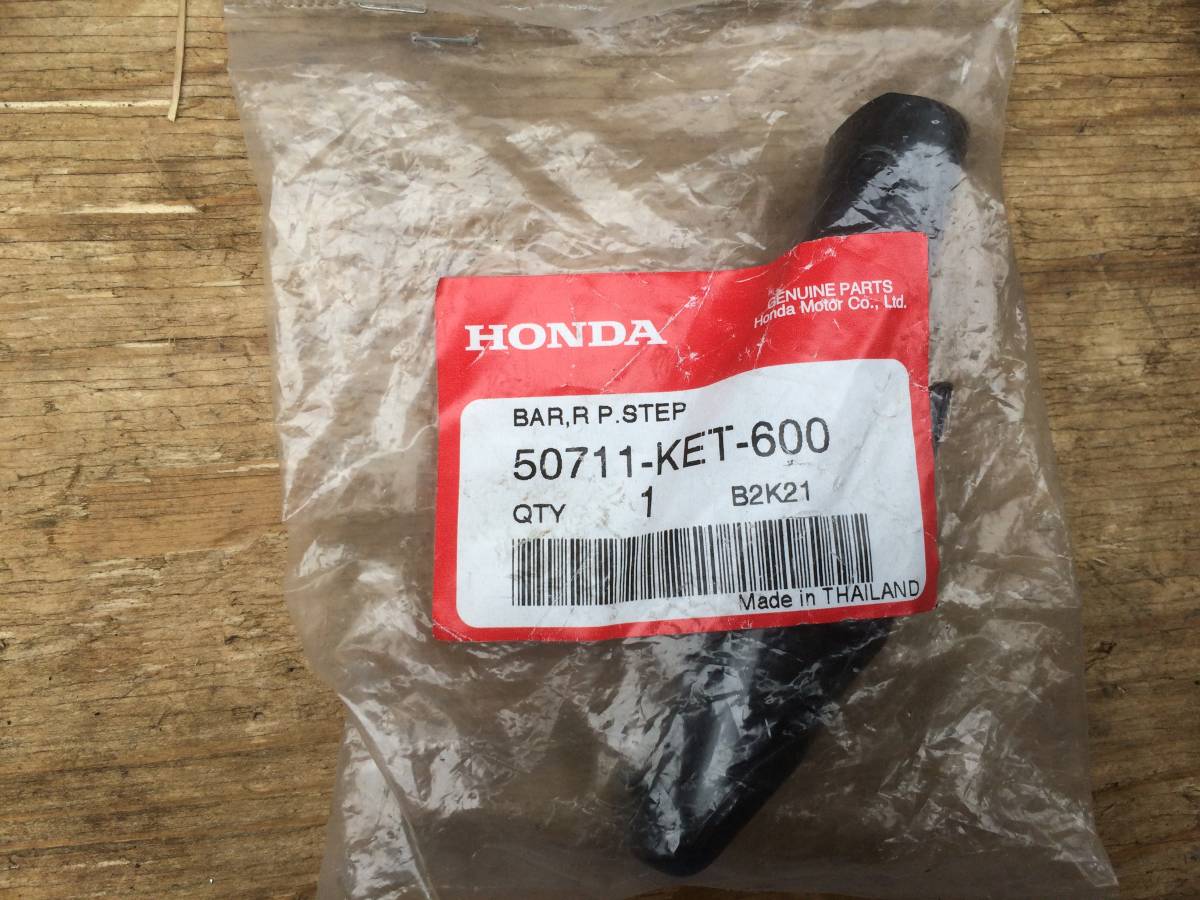 HONDA
GENUINE PARTS
Honda Motor Co., Ltd.
BAR,R P.STEP
50711-KET-600
QTY 1 B2K21
Made in THAILAND